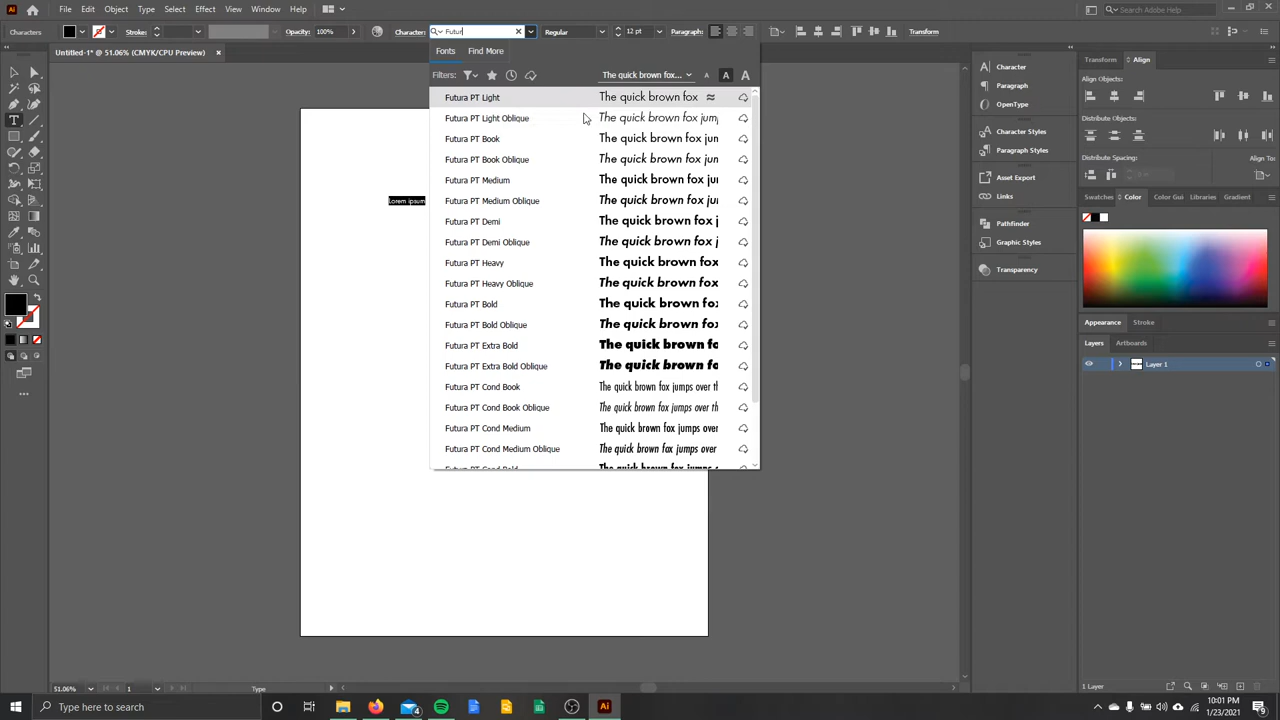 Ai File Edit Object Type Select Effect View Window Help Search Adobe Help
Characters Stroke: Opacity: 100% Character: Futur Regular 12 pt Paragraph: Transform
Untitled-1* @ 51.06% (CMYK/CPU Preview) ×
Fonts Find More
Filters: The quick brown fox... A A A
Futura PT Light The quick brown fox
Futura PT Light Oblique The quick brown fox jump
Futura PT Book The quick brown fox jun
Futura PT Book Oblique The quick brown fox jun
Futura PT Medium The quick brown fox jur
Futura PT Medium Oblique The quick brown fox jur
Futura PT Demi The quick brown fox j
Futura PT Demi Oblique The quick brown fox j
Futura PT Heavy The quick brown fox
Futura PT Heavy Oblique The quick brown fox
Futura PT Bold The quick brown fo
Futura PT Bold Oblique The quick brown fox
Futura PT Extra Bold The quick brown fo
Futura PT Extra Bold Oblique The quick brown fo
Futura PT Cond Book The quick brown fox jumps over th
Futura PT Cond Book Oblique The quick brown fox jumps over th
Futura PT Cond Medium The quick brown fox jumps over
Futura PT Cond Medium Oblique The quick brown fox jumps over
Futura PT Cond Bold The quick brown fox jumps o
Lorem ipsum
Character
Paragraph
OpenType
Character Styles
Paragraph Styles
Asset Export
Links
Pathfinder
Graphic Styles
Transparency
Transform Align
Align Objects:
Distribute Objects:
Distribute Spacing: Align To:
Swatches Color Color Gui Libraries Gradient
Appearance Stroke
Layers Artboards
Layer 1
1 Layer
51.06% 1 Type
Type here to search 4 Ai 10:01 AM
1/23/2021